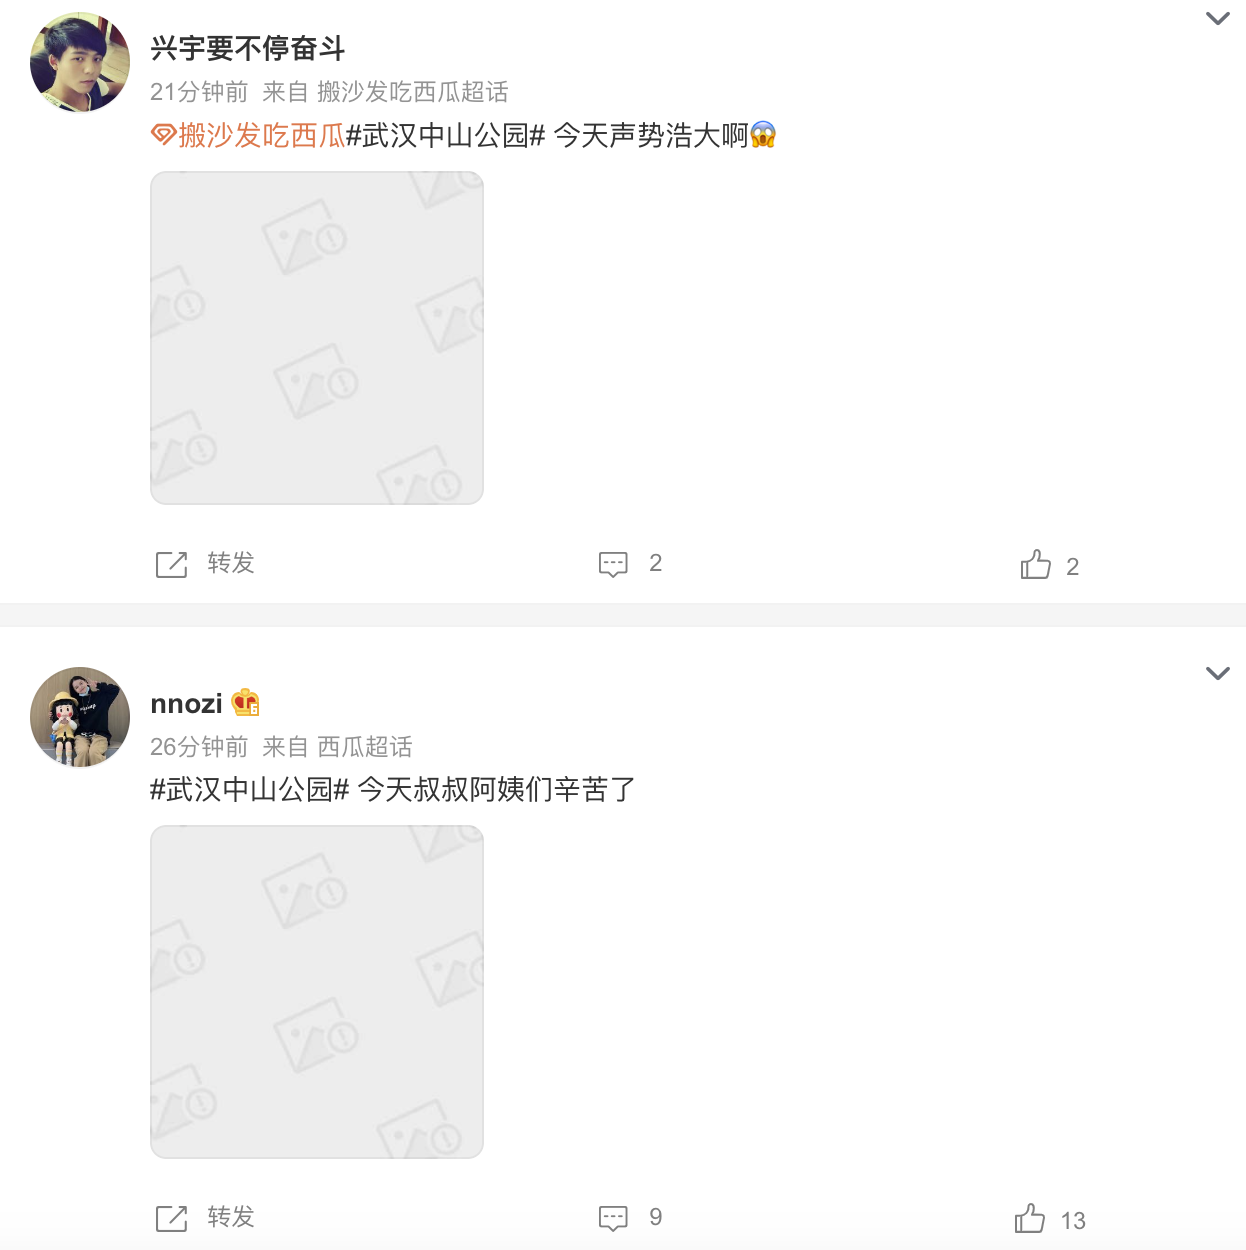 兴宇要不停奋斗
21分钟前 来自 搬沙发吃西瓜超话
搬沙发吃西瓜#武汉中山公园# 今天声势浩大啊😱
转发 2 2
nnozi
26分钟前 来自 西瓜超话
#武汉中山公园# 今天叔叔阿姨们辛苦了
转发 9 13